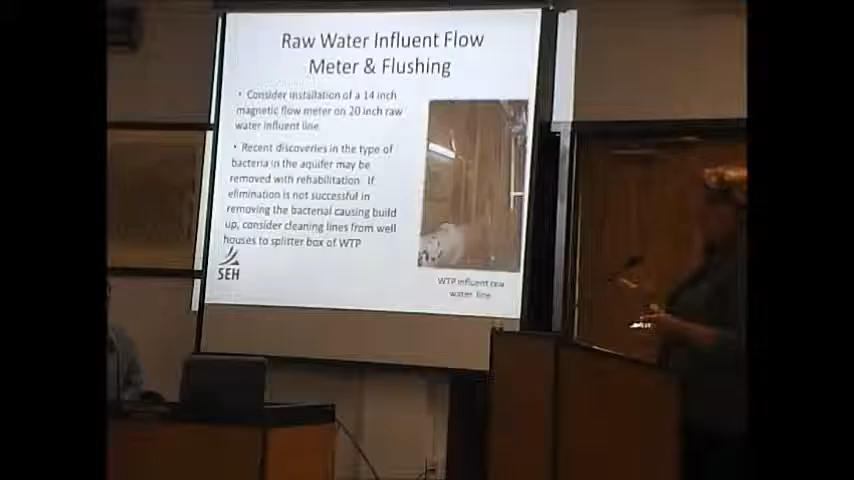 Raw Water Influent Flow
Meter & Flushing
• Consider installation of a 14 inch
magnetic flow meter on 20 inch raw
water influent line
• Recent discoveries in the type of
bacteria in the aquifer may be
removed with rehabilitation If
elimination is not successful in
removing the bacterial causing build
up, consider cleaning lines from well
houses to splitter box of WTP
SEH
WTP influent raw
water line